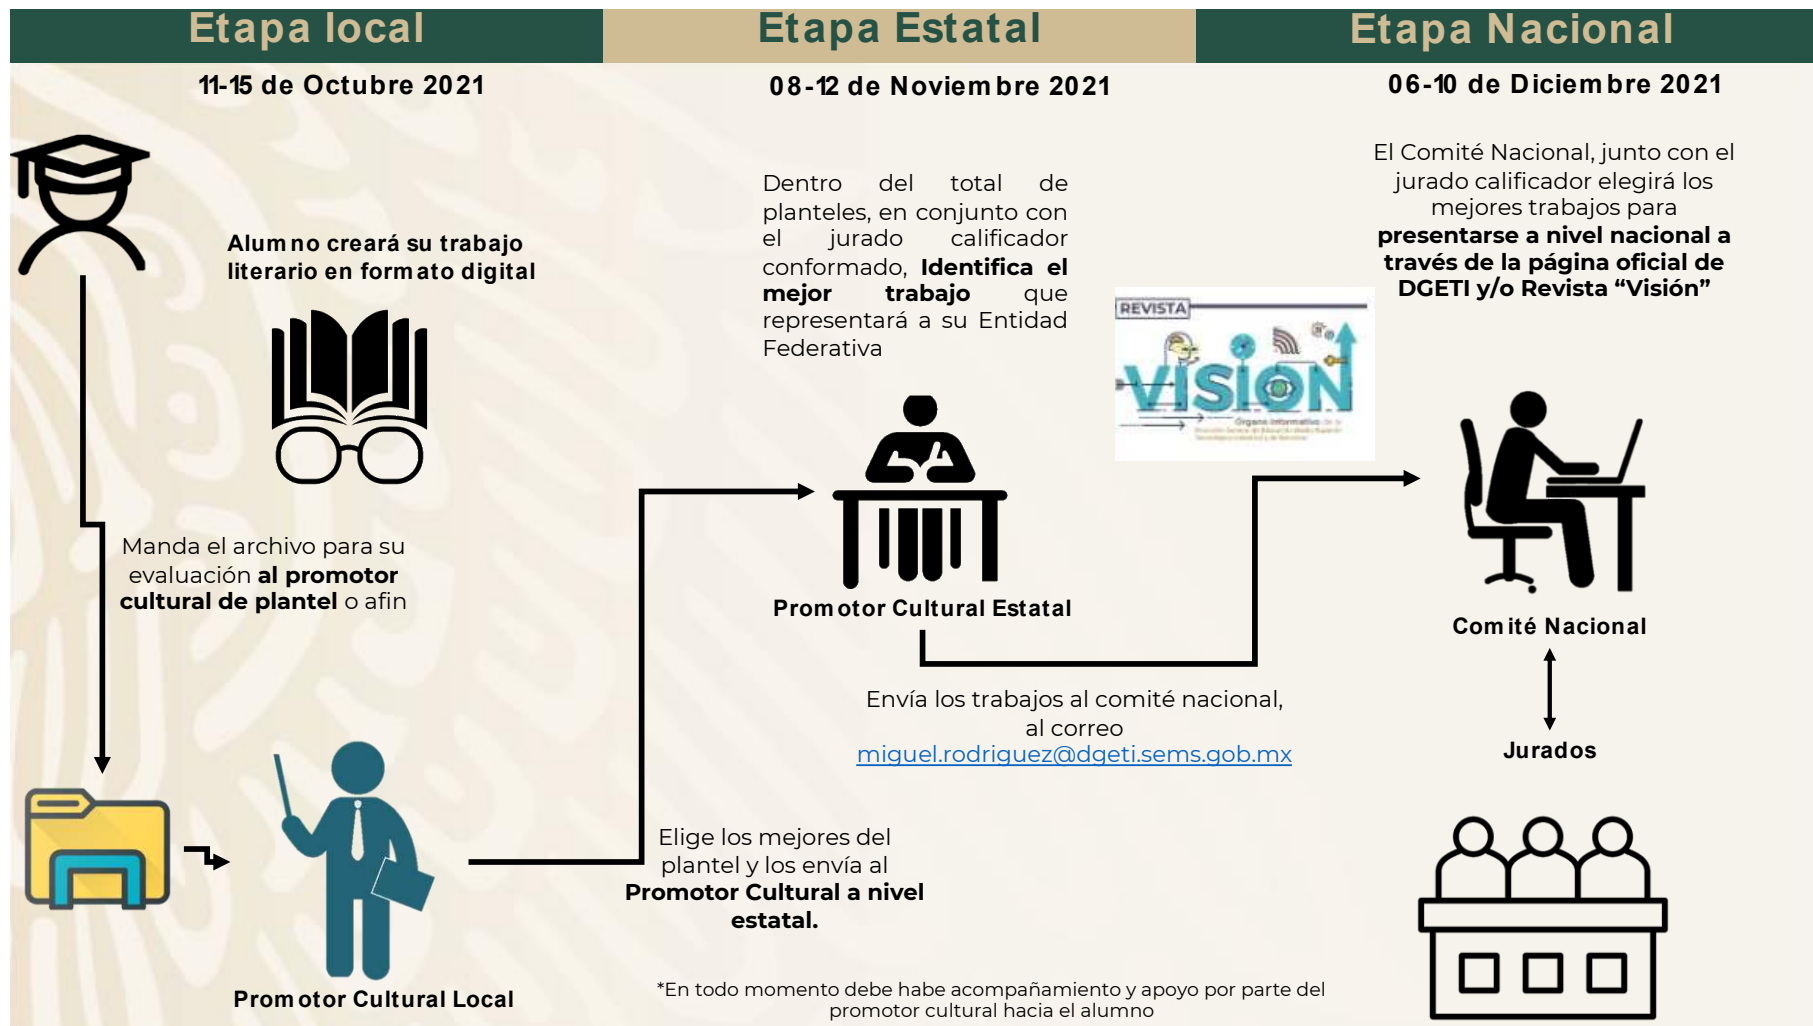 Etapa local
Etapa Estatal
Etapa Nacional
11-15 de Octubre 2021
08-12 de Noviembre 2021
06-10 de Diciembre 2021
Alumno creará su trabajo
literario en formato digital
Manda el archivo para su
evaluación al promotor
cultural de plantel o afin
Promotor Cultural Local
Elige los mejores del
plantel y los envía al
Promotor Cultural a nivel
estatal.
Dentro del total de
planteles, en conjunto con
el jurado calificador
conformado, Identifica el
mejor trabajo que
representará a su Entidad
Federativa
Promotor Cultural Estatal
Envía los trabajos al comité nacional,
al correo
miguel.rodriguez@dgeti.sems.gob.mx
El Comité Nacional, junto con el
jurado calificador elegirá los
mejores trabajos para
presentarse a nivel nacional a
través de la página oficial de
DGETI y/o Revista “Visión”
REVISTA
VISIÓN
Órgano Informativo de la
Comité Nacional
Jurados
*En todo momento debe habe acompañamiento y apoyo por parte del
promotor cultural hacia el alumno